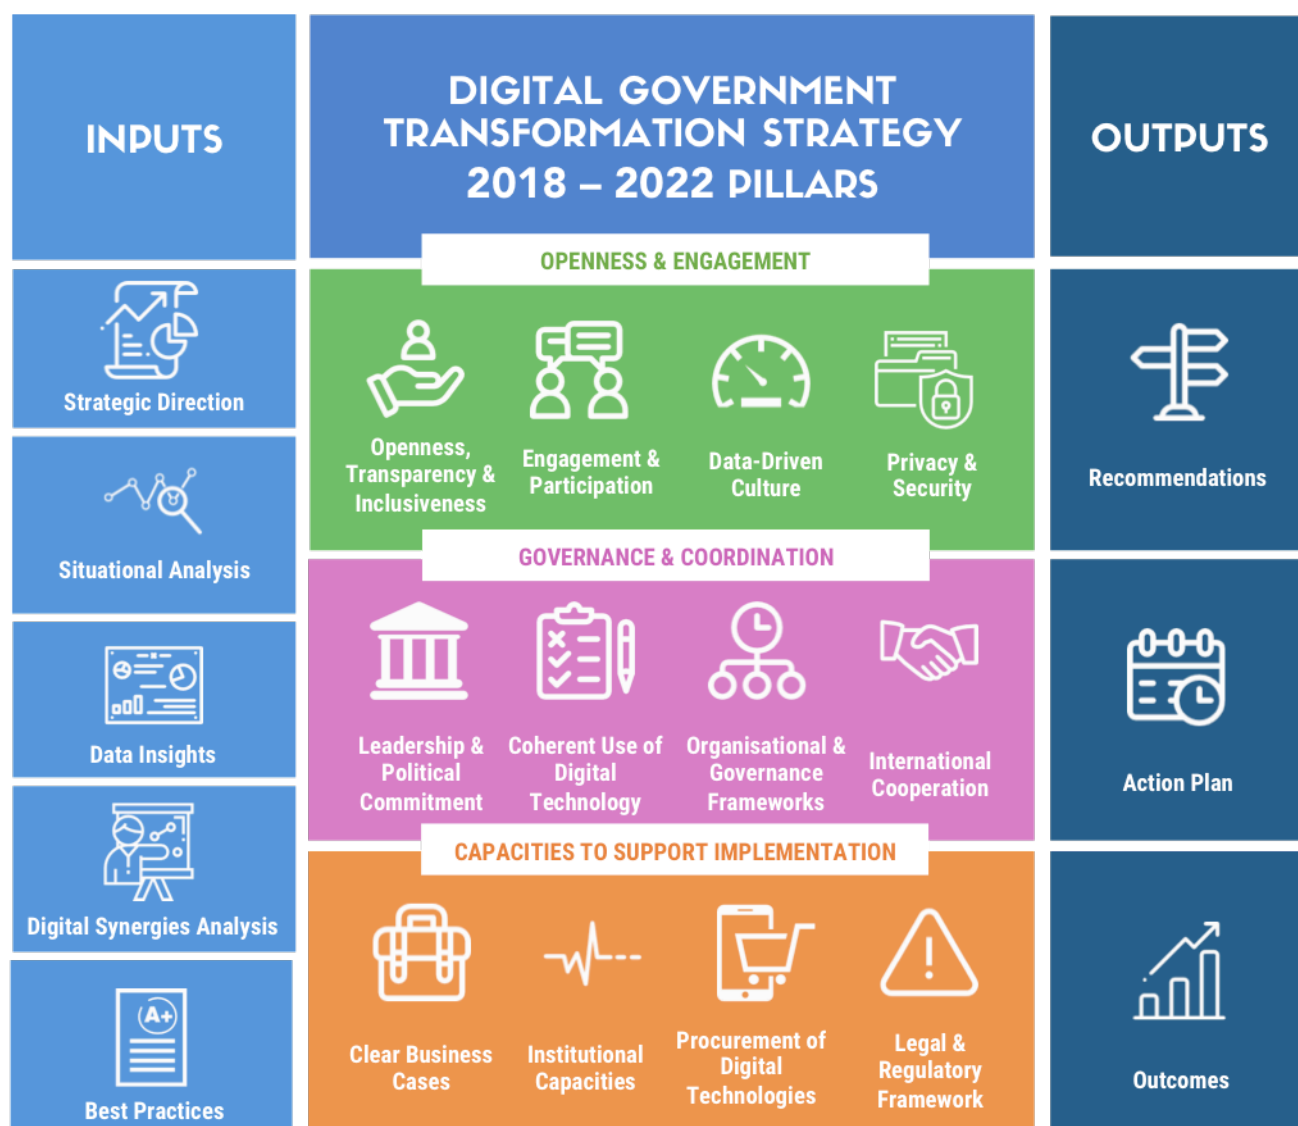 INPUTS
Strategic Direction
Situational Analysis
Data Insights
Digital Synergies Analysis
A+
Best Practices
DIGITAL GOVERNMENT
TRANSFORMATION STRATEGY
2018 – 2022 PILLARS
OPENNESS & ENGAGEMENT
Openness,
Transparency &
Inclusiveness
Engagement &
Participation
Data-Driven
Culture
Privacy &
Security
GOVERNANCE & COORDINATION
Leadership &
Political
Commitment
Coherent Use of
Digital
Technology
Organisational &
Governance
Frameworks
International
Cooperation
CAPACITIES TO SUPPORT IMPLEMENTATION
Clear Business
Cases
Institutional
Capacities
Procurement of
Digital
Technologies
Legal &
Regulatory
Framework
OUTPUTS
Recommendations
Action Plan
Outcomes